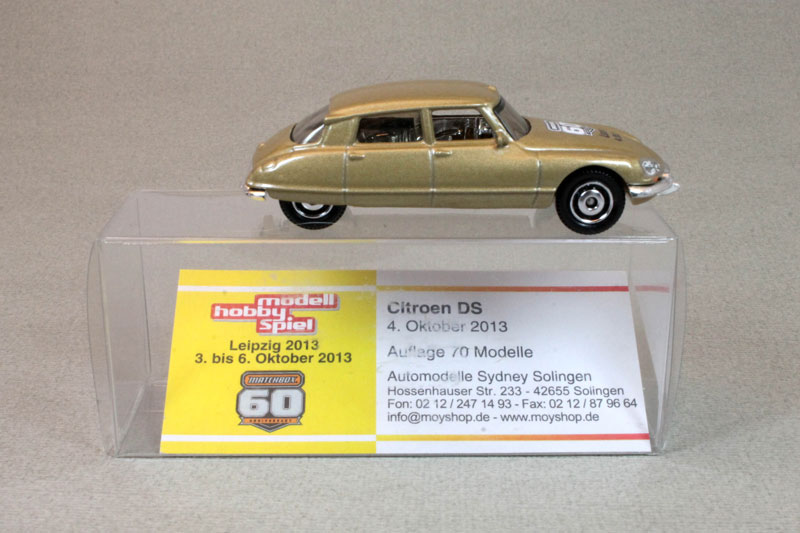 60
modell
hobby
Spiel
Leipzig 2013
3. bis 6. Oktober 2013
MATCHBOX
60
ANNIVERSARY
Citroen DS
4. Oktober 2013
Auflage 70 Modelle
Automodelle Sydney Solingen
Hossenhauser Str. 233 - 42655 Solingen
Fon: 02 12 / 247 14 93 - Fax: 02 12 / 87 96 64
info@moyshop.de - www.moyshop.de